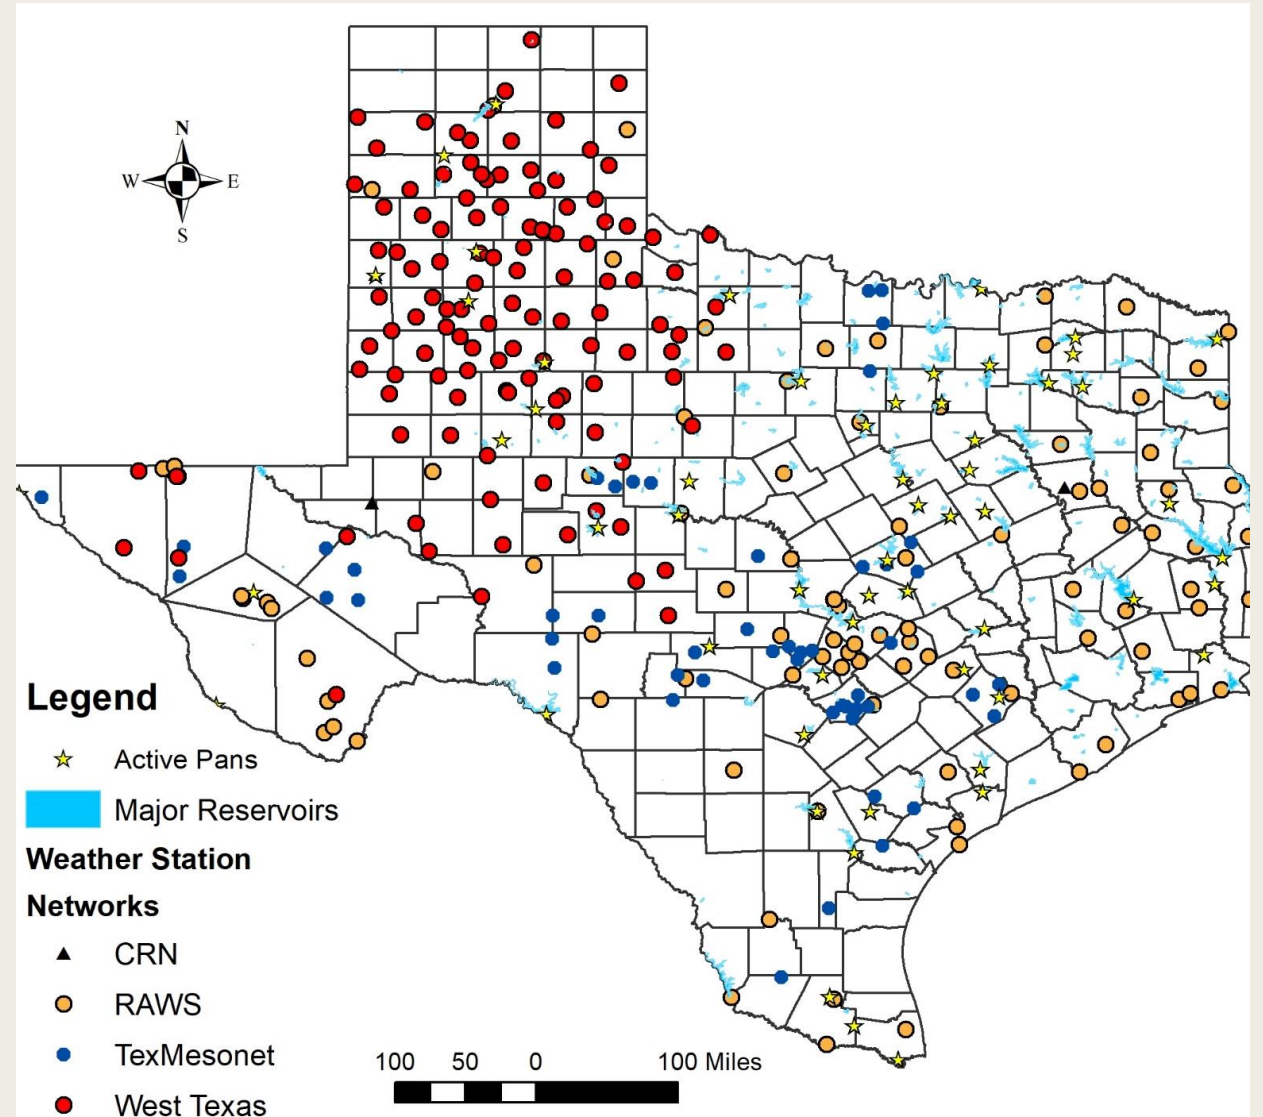 N
W E
S
Legend
Active Pans
Major Reservoirs
Weather Station
Networks
CRN
RAWS
TexMesonet
West Texas
100 50 0 100 Miles